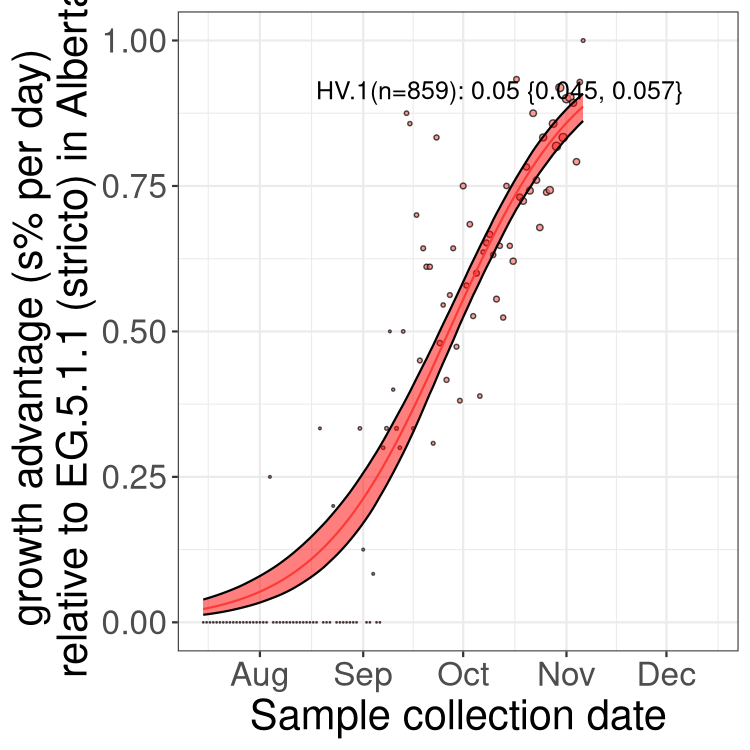 growth advantage (s% per day)
relative to EG.5.1.1 (stricto) in Alberta
1.00
0.75
0.50
0.25
0.00
HV.1(n=859): 0.05 {0.045, 0.057}
Aug Sep Oct Nov Dec
Sample collection date